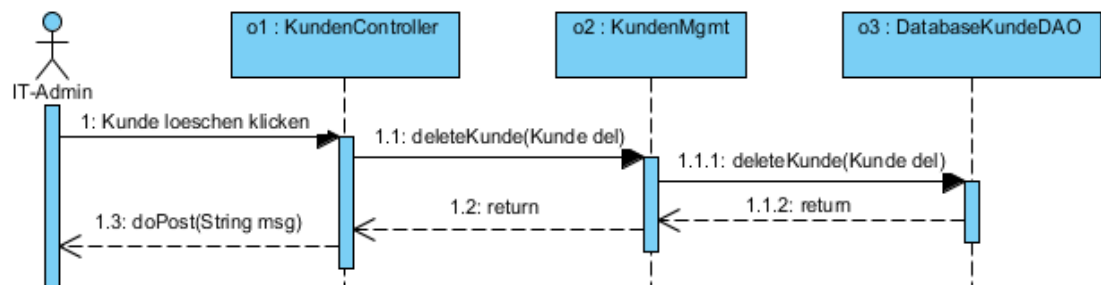 o1 : KundenController
o2 : KundenMgmt
o3 : DatabaseKundeDAO
IT-Admin
1: Kunde loeschen klicken
1.1: deleteKunde(Kunde del)
1.1.1: deleteKunde(Kunde del)
1.1.2: return
1.2: return
1.3: doPost(String msg)